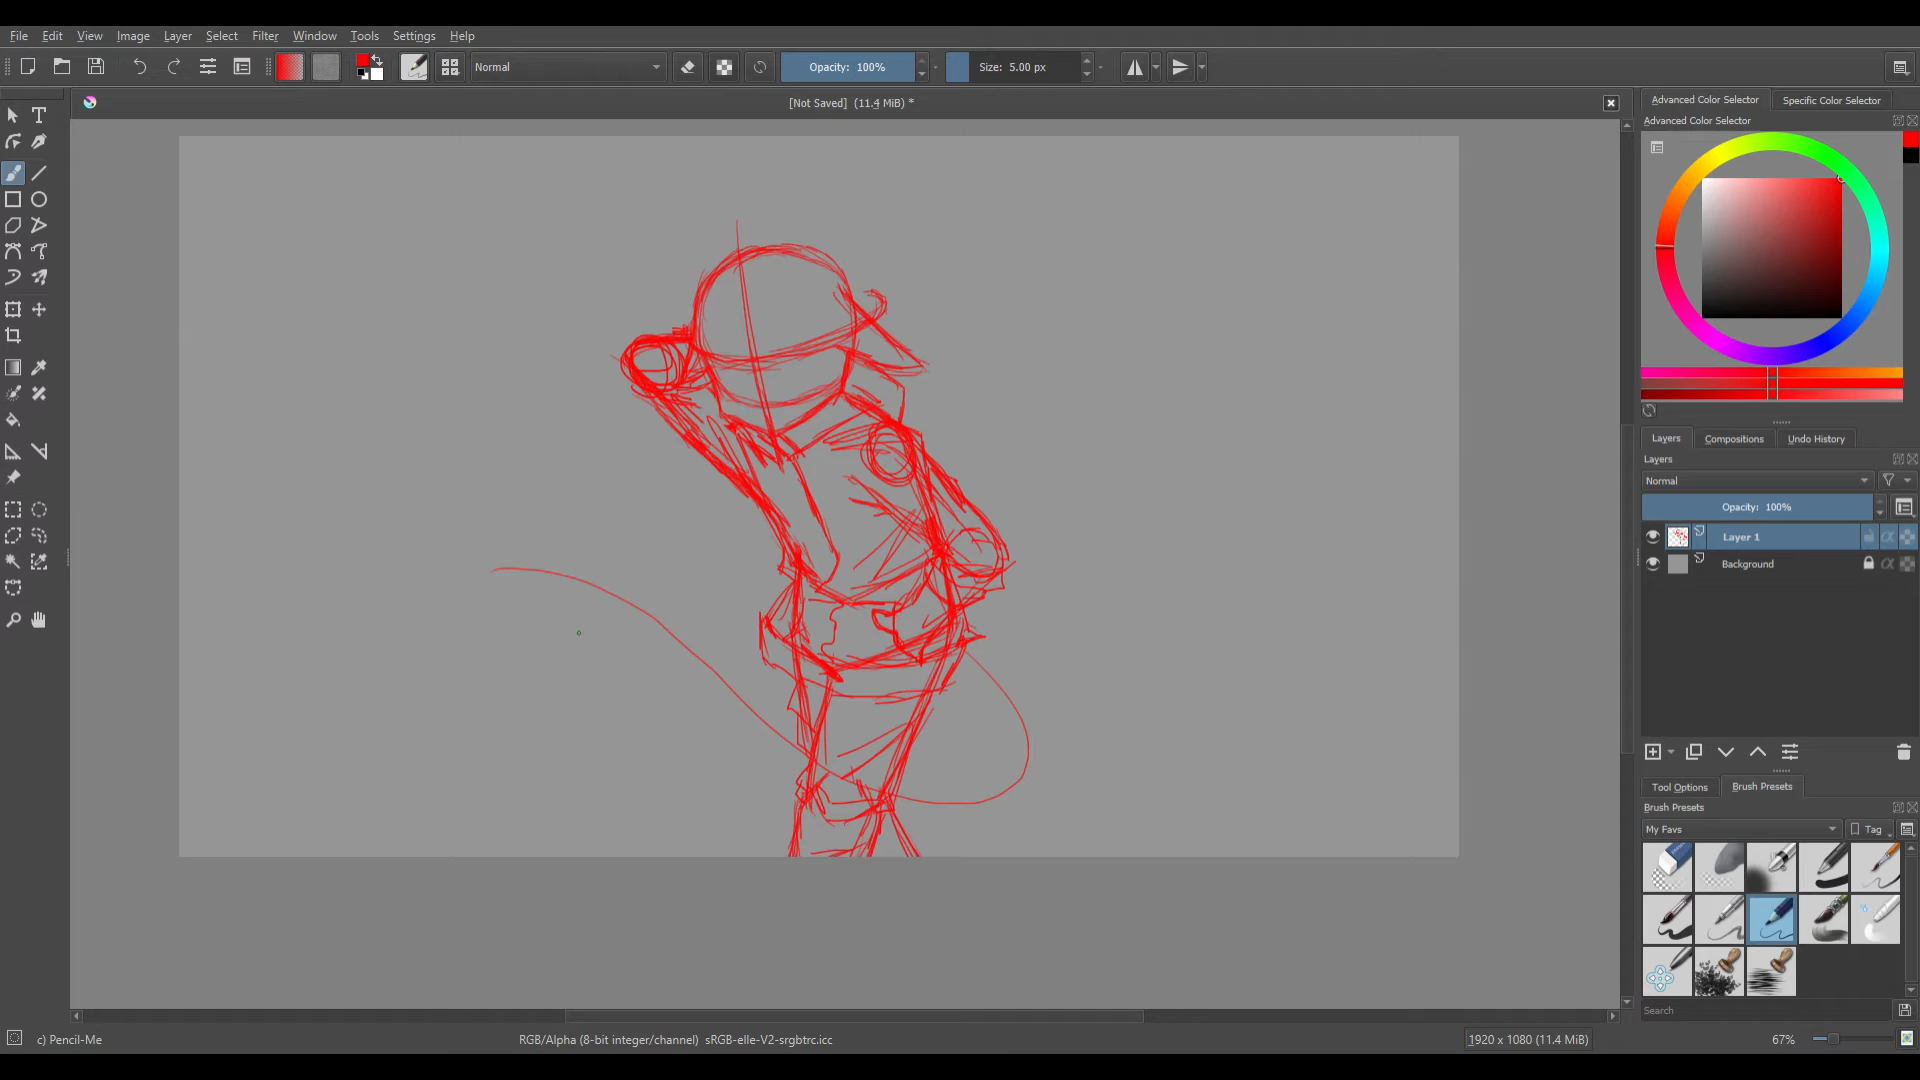 File Edit View Image Layer Select Filter Tools Settings Window Help
Normal
Opacity: 100%
Size: 5.00 px
[Not Saved] (11.4 MiB) *
Advanced Color Selector
Specific Color Selector
Advanced Color Selector
Layers
Compositions
Undo History
Layers
Normal
Opacity: 100%
Layer 1
Background
Tool Options
Brush Presets
Brush Presets
My Favs
Tag
Search
c) Pencil-Me
RGB/Alpha (8-bit integer/channel) sRGB-elle-V2-srgbtrc.icc
1920 x 1080 (11.4 MiB)
67%